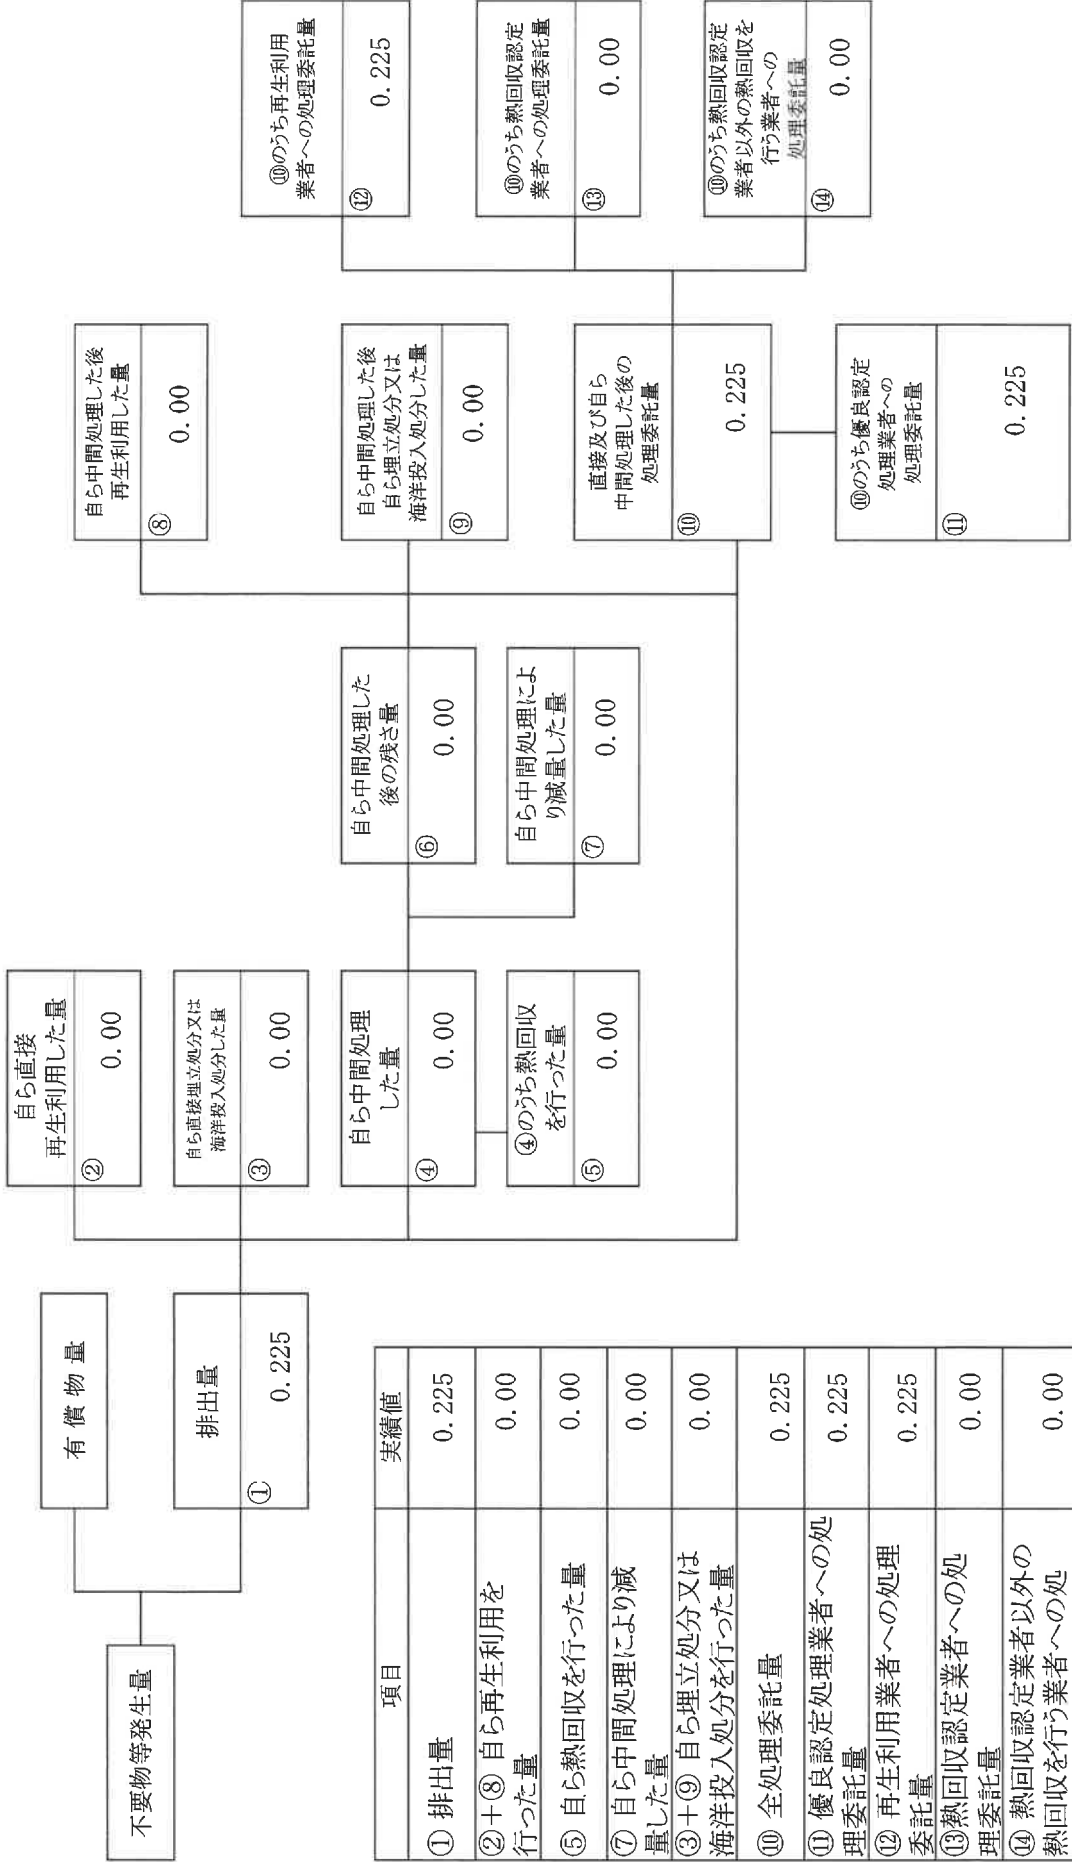 不要物等発生量
有償物量
排出量
①
0.225
自ら直接
再生利用した量
②
0.00
自ら直接埋立処分又は
海洋投入処分した量
③
0.00
自ら中間処理
した量
④
0.00
④のうち熱回収
を行った量
⑤
0.00
自ら中間処理した
後の残さ量
⑥
0.00
自ら中間処理によ
り減量した量
⑦
0.00
自ら中間処理した後
再生利用した量
⑧
0.00
自ら中間処理した後
自ら埋立処分又は
海洋投入処分した量
⑨
0.00
直接及び自ら
中間処理した後の
処理委託量
⑩
0.225
⑩のうち優良認定
処理業者への
処理委託量
⑪
0.225
⑩のうち再生利用
業者への処理委託量
⑫
0.225
⑩のうち熱回収認定
業者への処理委託量
⑬
0.00
⑩のうち熱回収認定
業者以外の熱回収を
行う業者への
処理委託量
⑭
0.00
項目 実績値
① 排出量 0.225
②+⑧ 自ら再生利用を
行った量 0.00
⑤ 自ら熱回収を行った量 0.00
⑦ 自ら中間処理により減
量した量 0.00
③+⑨ 自ら埋立処分又は
海洋投入処分を行った量 0.00
⑩ 全処理委託量 0.225
⑪ 優良認定処理業者への処
理委託量 0.225
⑫ 再生利用業者への処理
委託量 0.225
⑬熱回収認定業者への処
理委託量 0.00
⑭ 熱回収認定業者以外の
熱回収を行う業者への処 0.00